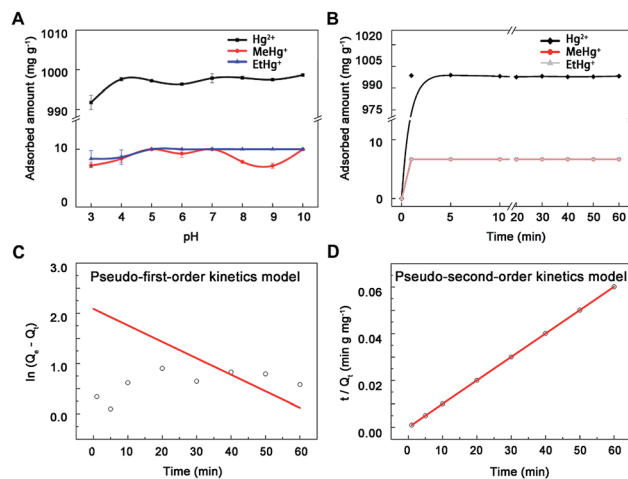 A
1010
1000
990
10
0
3 4 5 6 7 8 9 10
pH
Adsorbed amount (mg g⁻¹)
Hg²⁺
MeHg⁺
EtHg⁺
B
1020
998
975
10
0
0 5 10 20 30 40 50 60
Time (min)
Adsorbed amount (mg g⁻¹)
Hg²⁺
MeHg⁺
EtHg⁺
C
Pseudo-first-order kinetics model
3.0
2.0
1.0
0.0
0 10 20 30 40 50 60
Time (min)
ln (Qₑ - Qₜ)
D
Pseudo-second-order kinetics model
0.06
0.04
0.02
0.00
0 10 20 30 40 50 60
Time (min)
t / Qₜ (min g mg⁻¹)